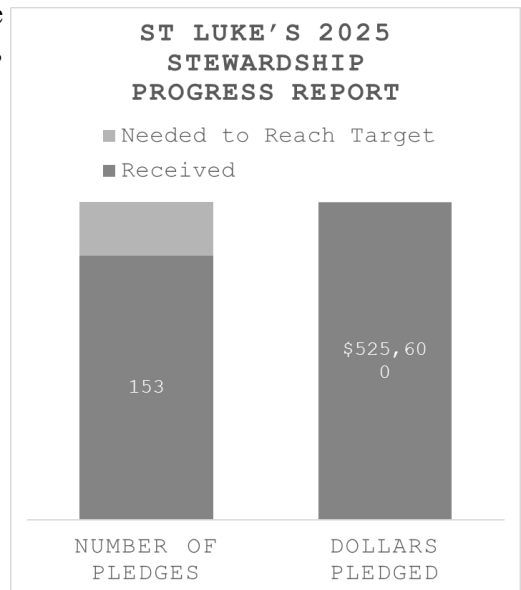 e
ST LUKE’S 2025
STEWARDSHIP
PROGRESS REPORT
Needed to Reach Target
Received
153
$525,60
0
NUMBER OF
PLEDGES
DOLLARS
PLEDGED